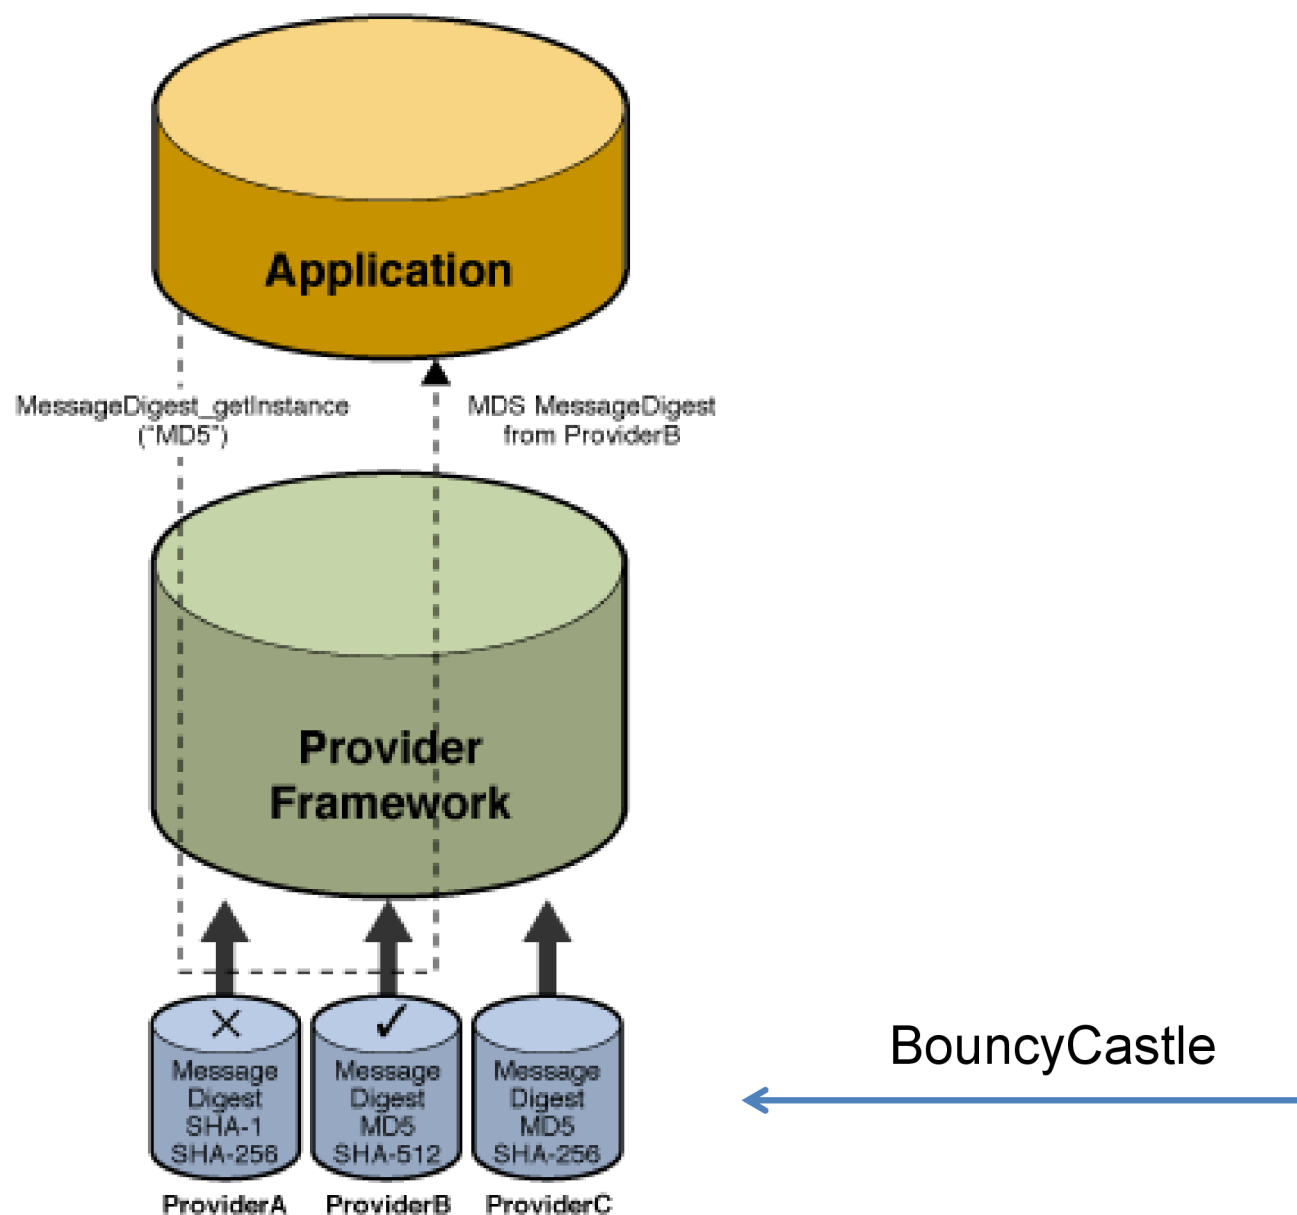 Application
MessageDigest_getInstance
("MD5")
MDS MessageDigest
from ProviderB
Provider
Framework
Message
Digest
SHA-1
SHA-256
ProviderA
Message
Digest
MD5
SHA-512
ProviderB
Message
Digest
MD5
SHA-256
ProviderC
BouncyCastle